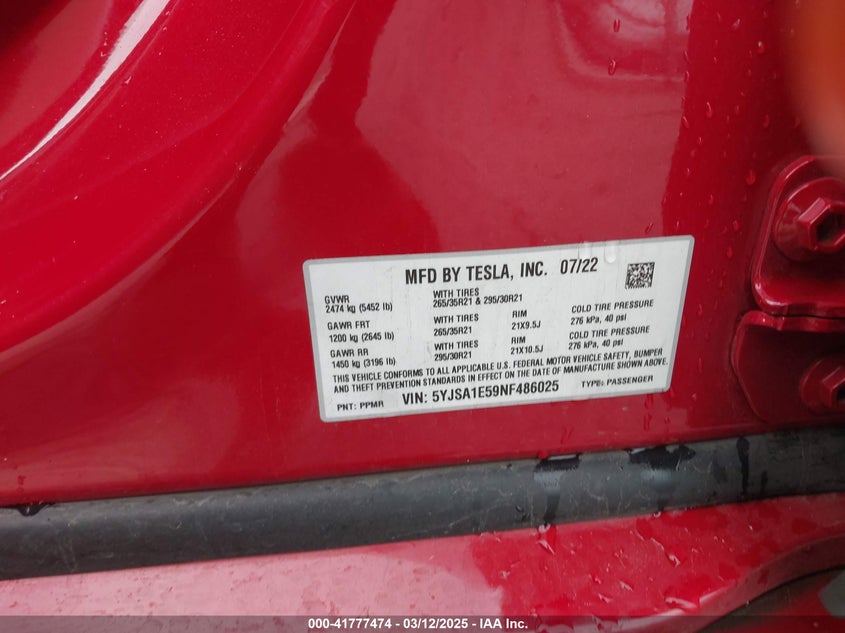 MFD BY TESLA, INC. 07/22
GVWR
2474 kg (5452 lb)
WITH TIRES
265/35R21 & 295/30R21
GAWR FRT
1200 kg (2645 lb)
WITH TIRES
265/35R21
RIM
21X9.5J
COLD TIRE PRESSURE
276 kPa, 40 psi
GAWR RR
1450 kg (3196 lb)
WITH TIRES
295/30R21
RIM
21X10.5J
COLD TIRE PRESSURE
276 kPa, 40 psi
THIS VEHICLE CONFORMS TO ALL APPLICABLE U.S. FEDERAL MOTOR VEHICLE SAFETY, BUMPER
AND THEFT PREVENTION STANDARDS IN EFFECT ON THE DATE OF MANUFACTURE SHOWN ABOVE.
PNT: PPMR VIN: 5YJSA1E59NF486025 TYPE: PASSENGER
000-41777474 - 03/12/2025 - IAA Inc.